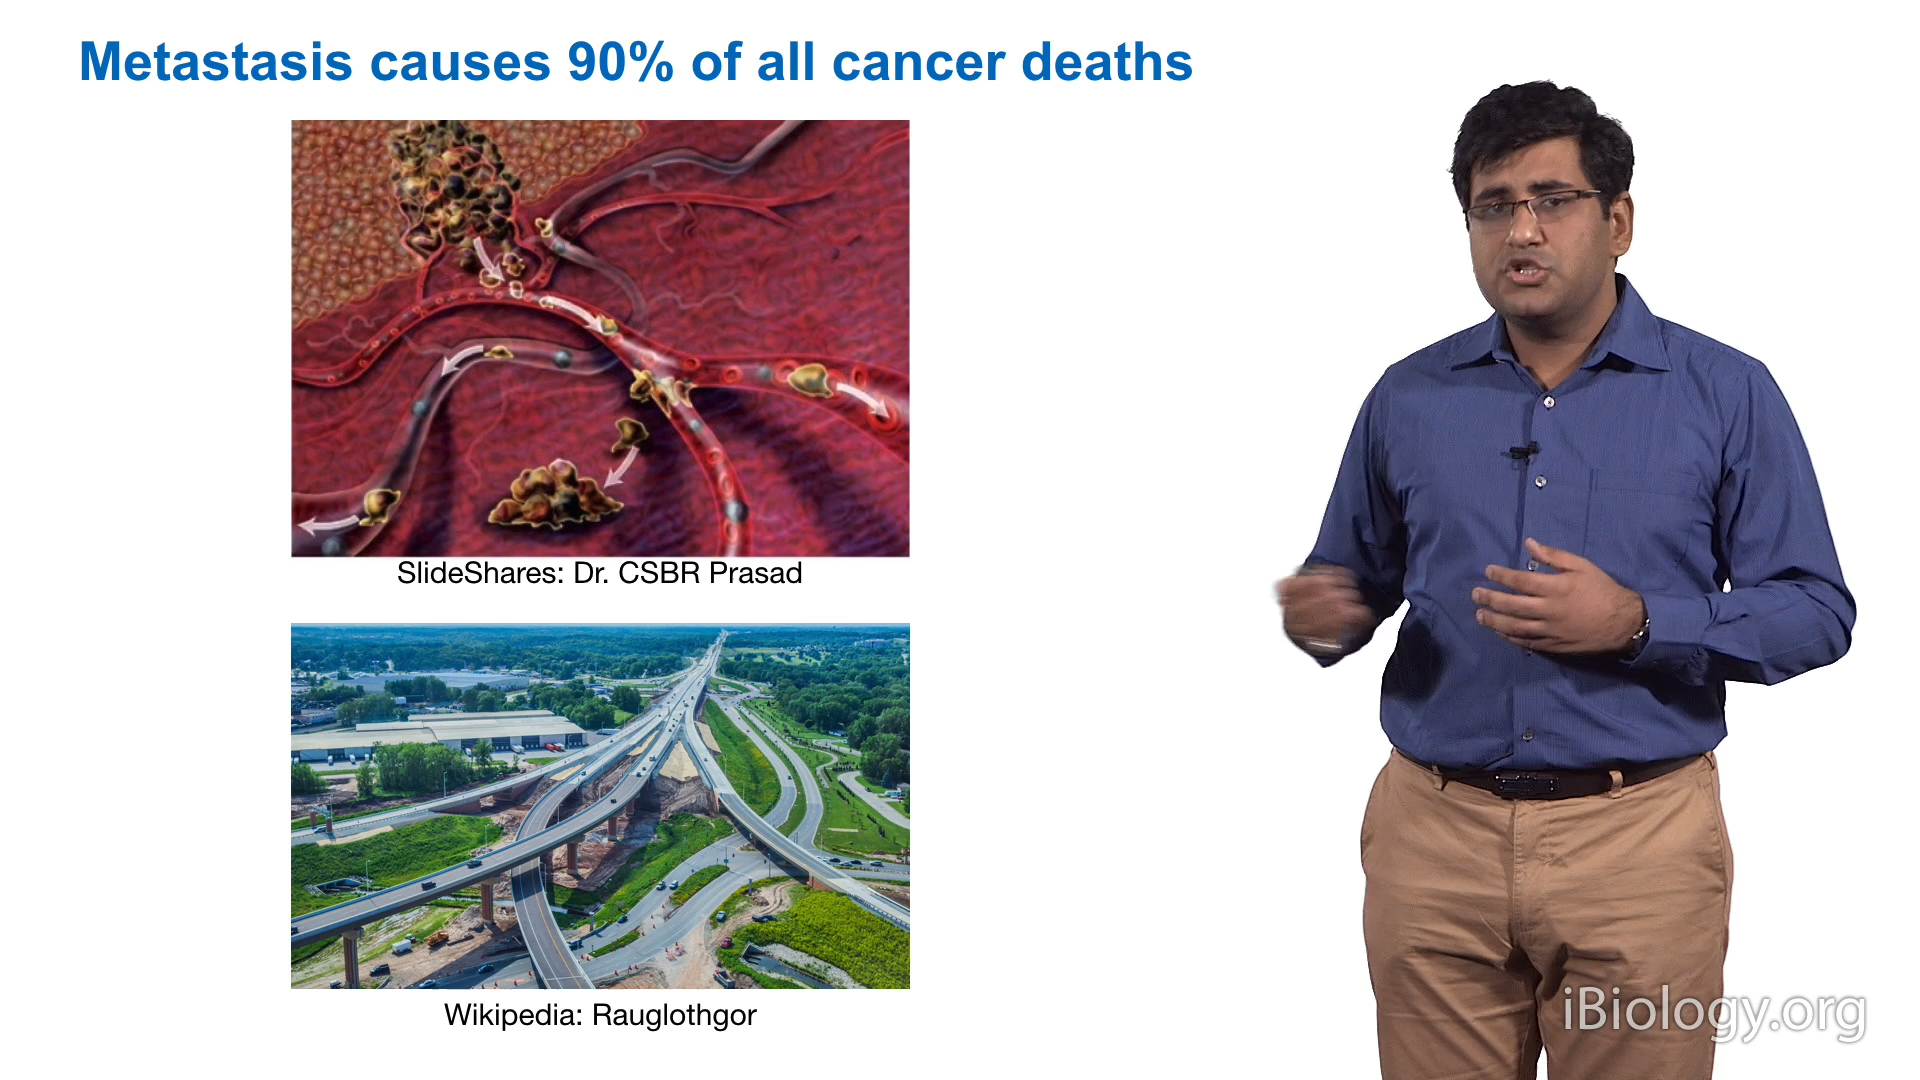 Metastasis causes 90% of all cancer deaths
SlideShares: Dr. CSBR Prasad
Wikipedia: Rauglothgor
iBiology.org